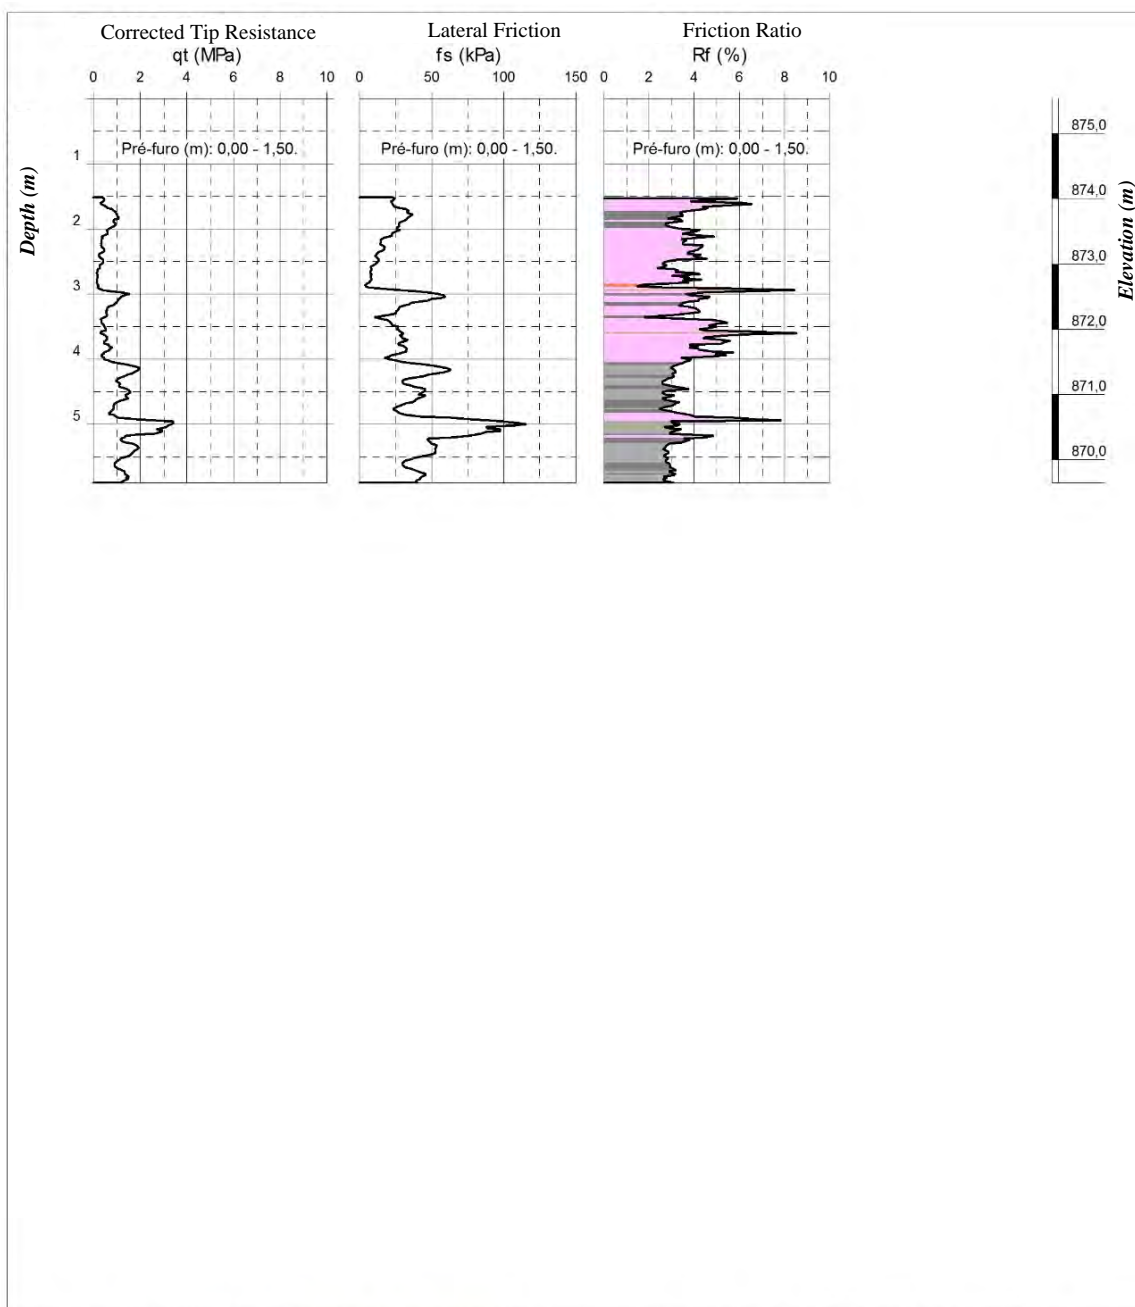 Corrected Tip Resistance Lateral Friction Friction Ratio
qt (MPa) fs (kPa) Rf (%)
0 2 4 6 8 10 0 50 100 150 0 2 4 6 8 10
875,0
Pré-furo (m): 0,00 - 1,50. Pré-furo (m): 0,00 - 1,50. Pré-furo (m): 0,00 - 1,50.
1
874,0
2
873,0
3
872,0
4
871,0
5
870,0
Depth (m)
Elevation (m)